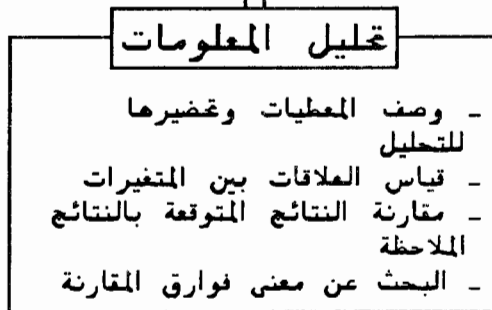 تحليل المعلومات
- وصف المعطيات وتحضيرها
للتحليل
- قياس العلاقات بين المتغيرات
- مقارنة النتائج المتوقعة بالنتائج
الملاحظة
- البحث عن معنى فوارق المقارنة